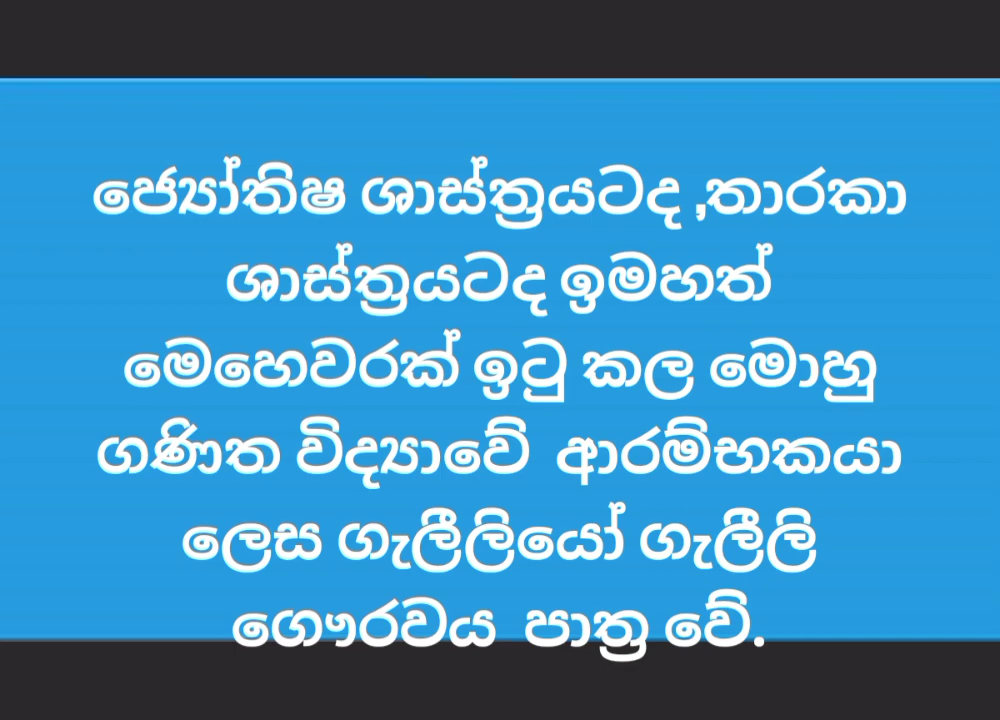 ජ්‍යෝතිෂ ශාස්ත්‍රයටද ,තාරකා
ශාස්ත්‍රයටද ඉමහත්
මෙහෙවරක් ඉටු කල මොහු
ගණිත විද්‍යාවේ  ආරම්භකයා
ලෙස ගැලීලියෝ ගැලීලි
ගෞරවය  පාත්‍ර වේ.